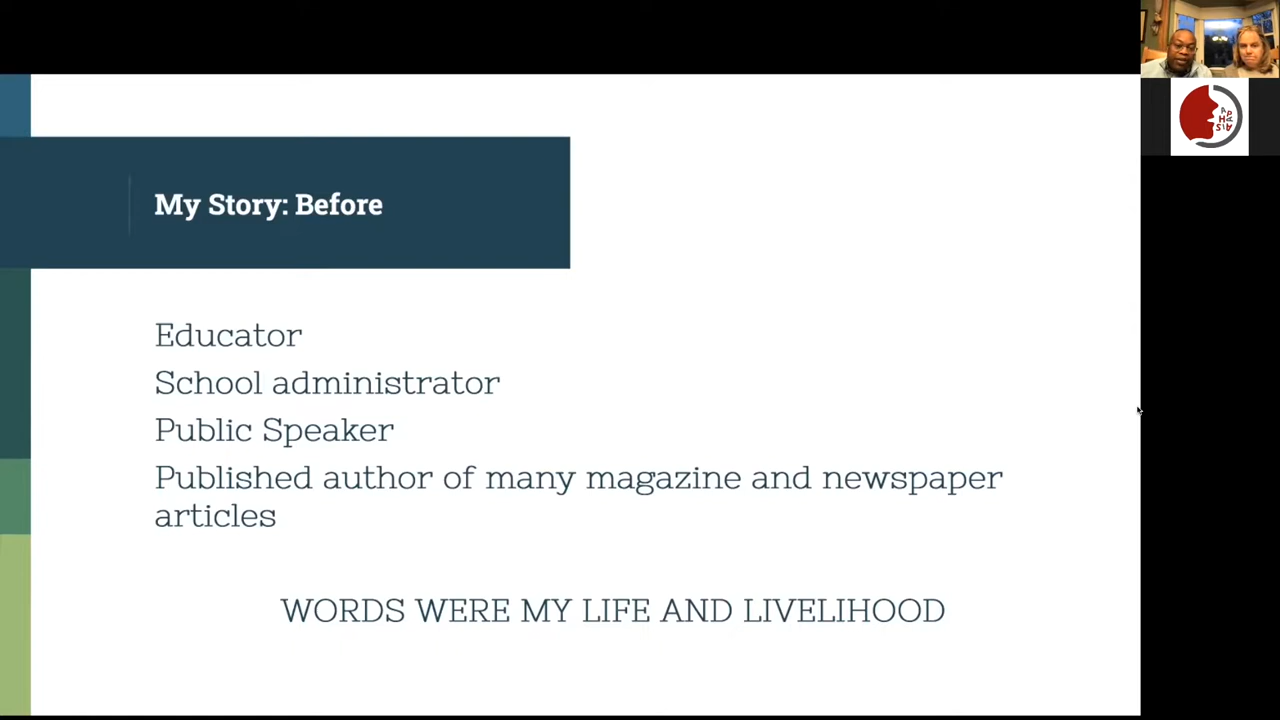 My Story: Before
Educator
School administrator
Public Speaker
Published author of many magazine and newspaper
articles
WORDS WERE MY LIFE AND LIVELIHOOD
APHASIA